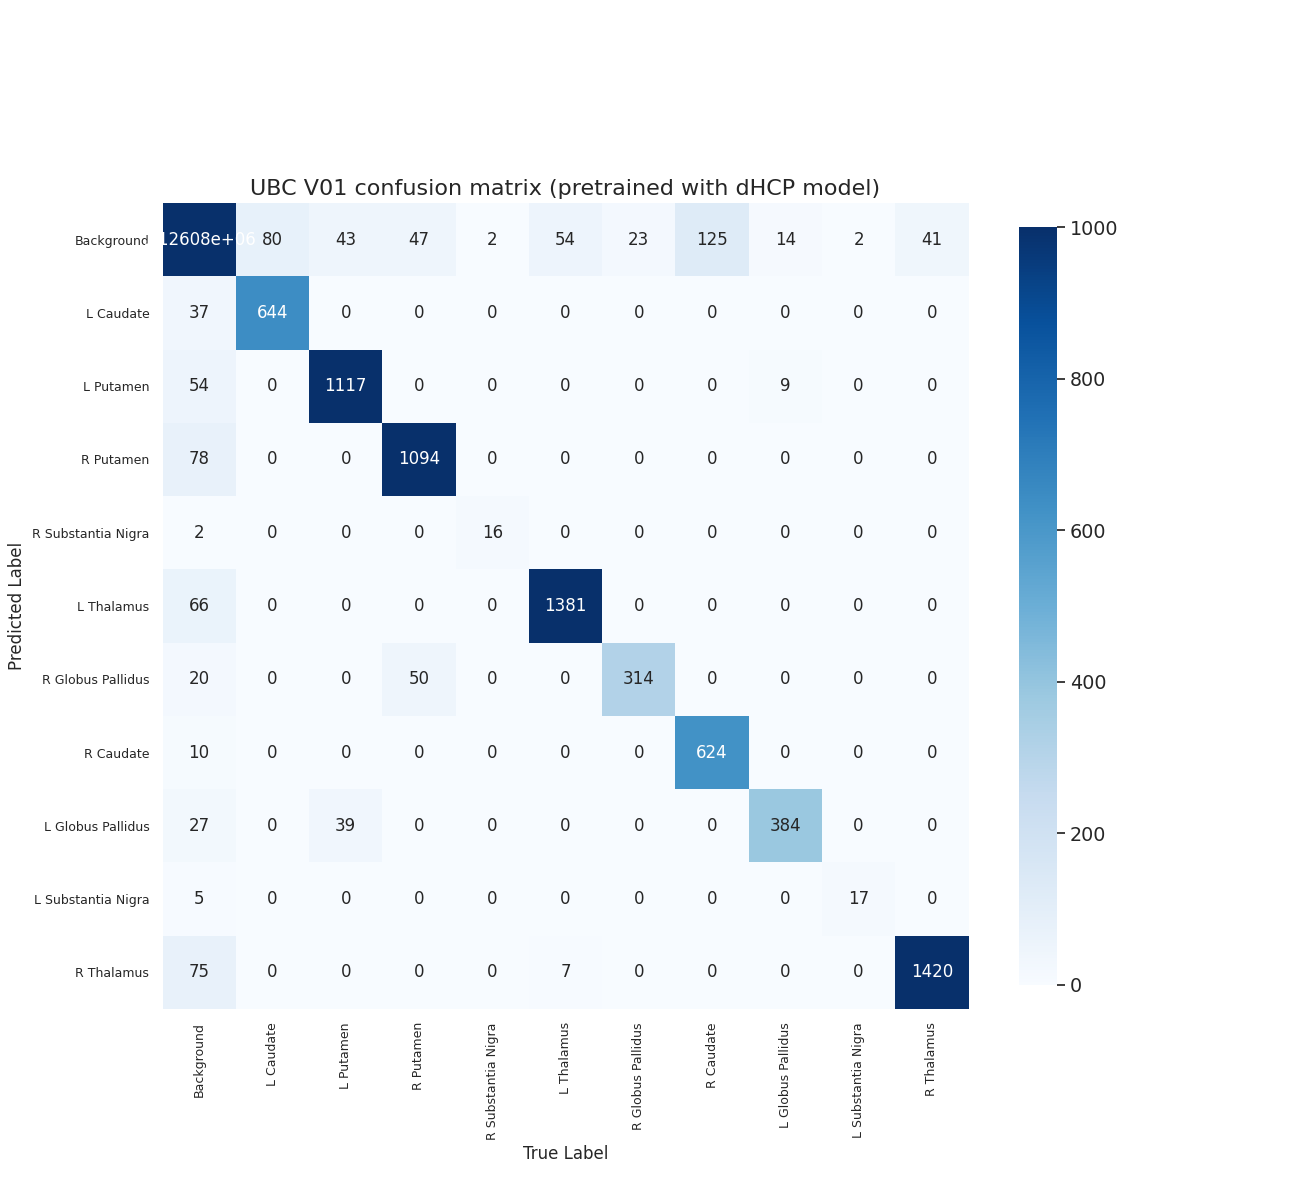 UBC V01 confusion matrix (pretrained with dHCP model)
Background 12608e+06 80 43 47 2 54 23 125 14 2 41
L Caudate 37 644 0 0 0 0 0 0 0 0 0
L Putamen 54 0 1117 0 0 0 0 0 9 0 0
R Putamen 78 0 0 1094 0 0 0 0 0 0 0
R Substantia Nigra 2 0 0 0 16 0 0 0 0 0 0
L Thalamus 66 0 0 0 0 1381 0 0 0 0 0
R Globus Pallidus 20 0 0 50 0 0 314 0 0 0 0
R Caudate 10 0 0 0 0 0 0 624 0 0 0
L Globus Pallidus 27 0 39 0 0 0 0 0 384 0 0
L Substantia Nigra 5 0 0 0 0 0 0 0 0 17 0
R Thalamus 75 0 0 0 0 7 0 0 0 0 1420
Background
L Caudate
L Putamen
R Putamen
R Substantia Nigra
L Thalamus
R Globus Pallidus
R Caudate
L Globus Pallidus
L Substantia Nigra
R Thalamus
True Label
Predicted Label
1000
800
600
400
200
0